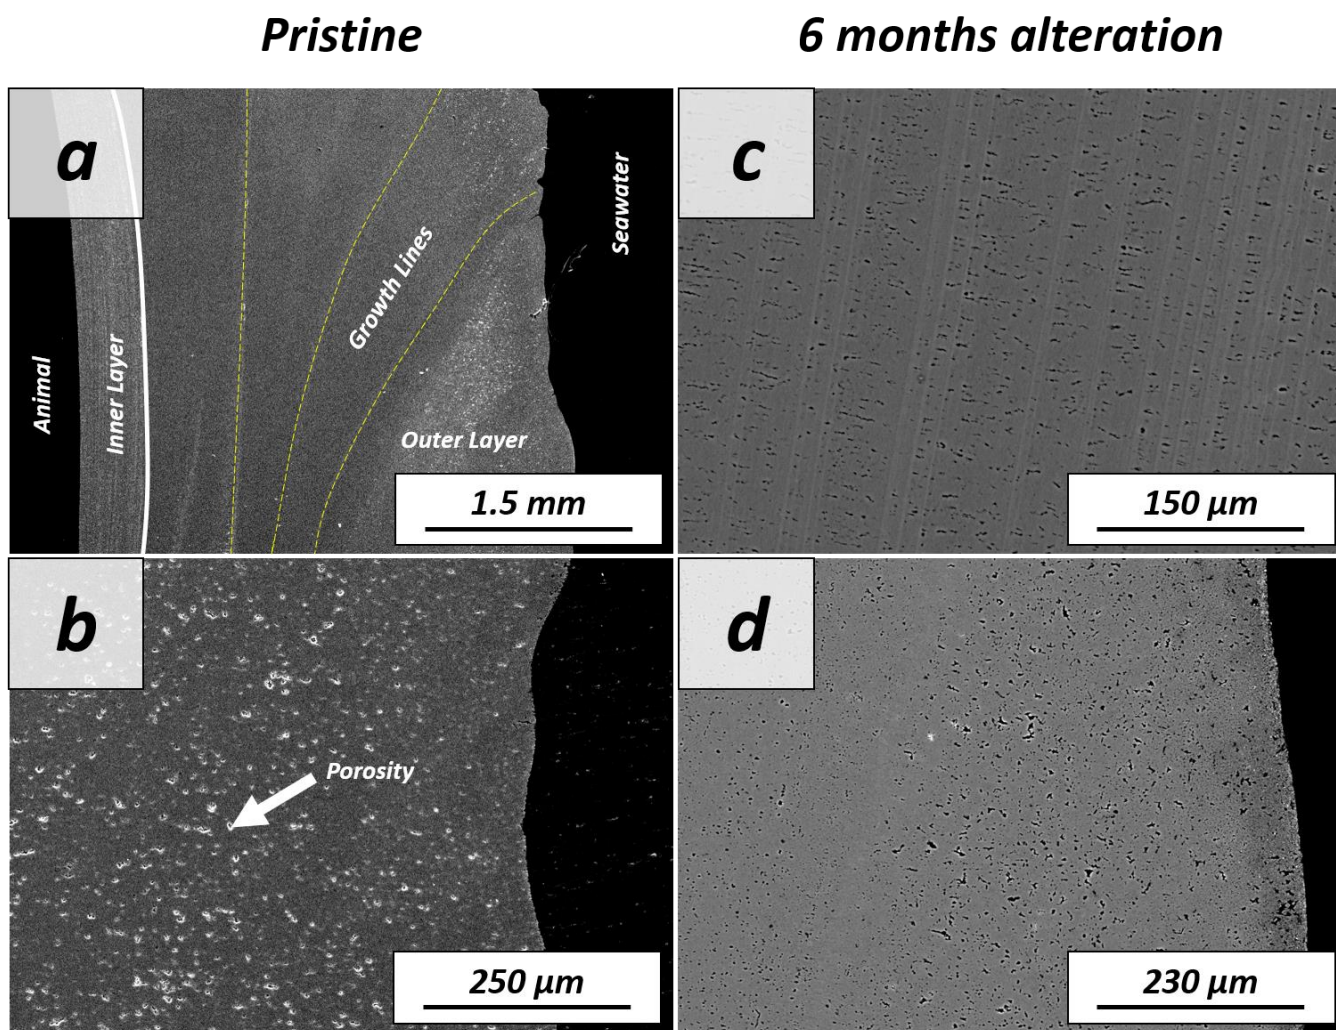 Pristine
6 months alteration
a
Animal
Inner Layer
Growth Lines
Outer Layer
Seawater
1.5 mm
c
150 µm
b
Porosity
250 µm
d
230 µm